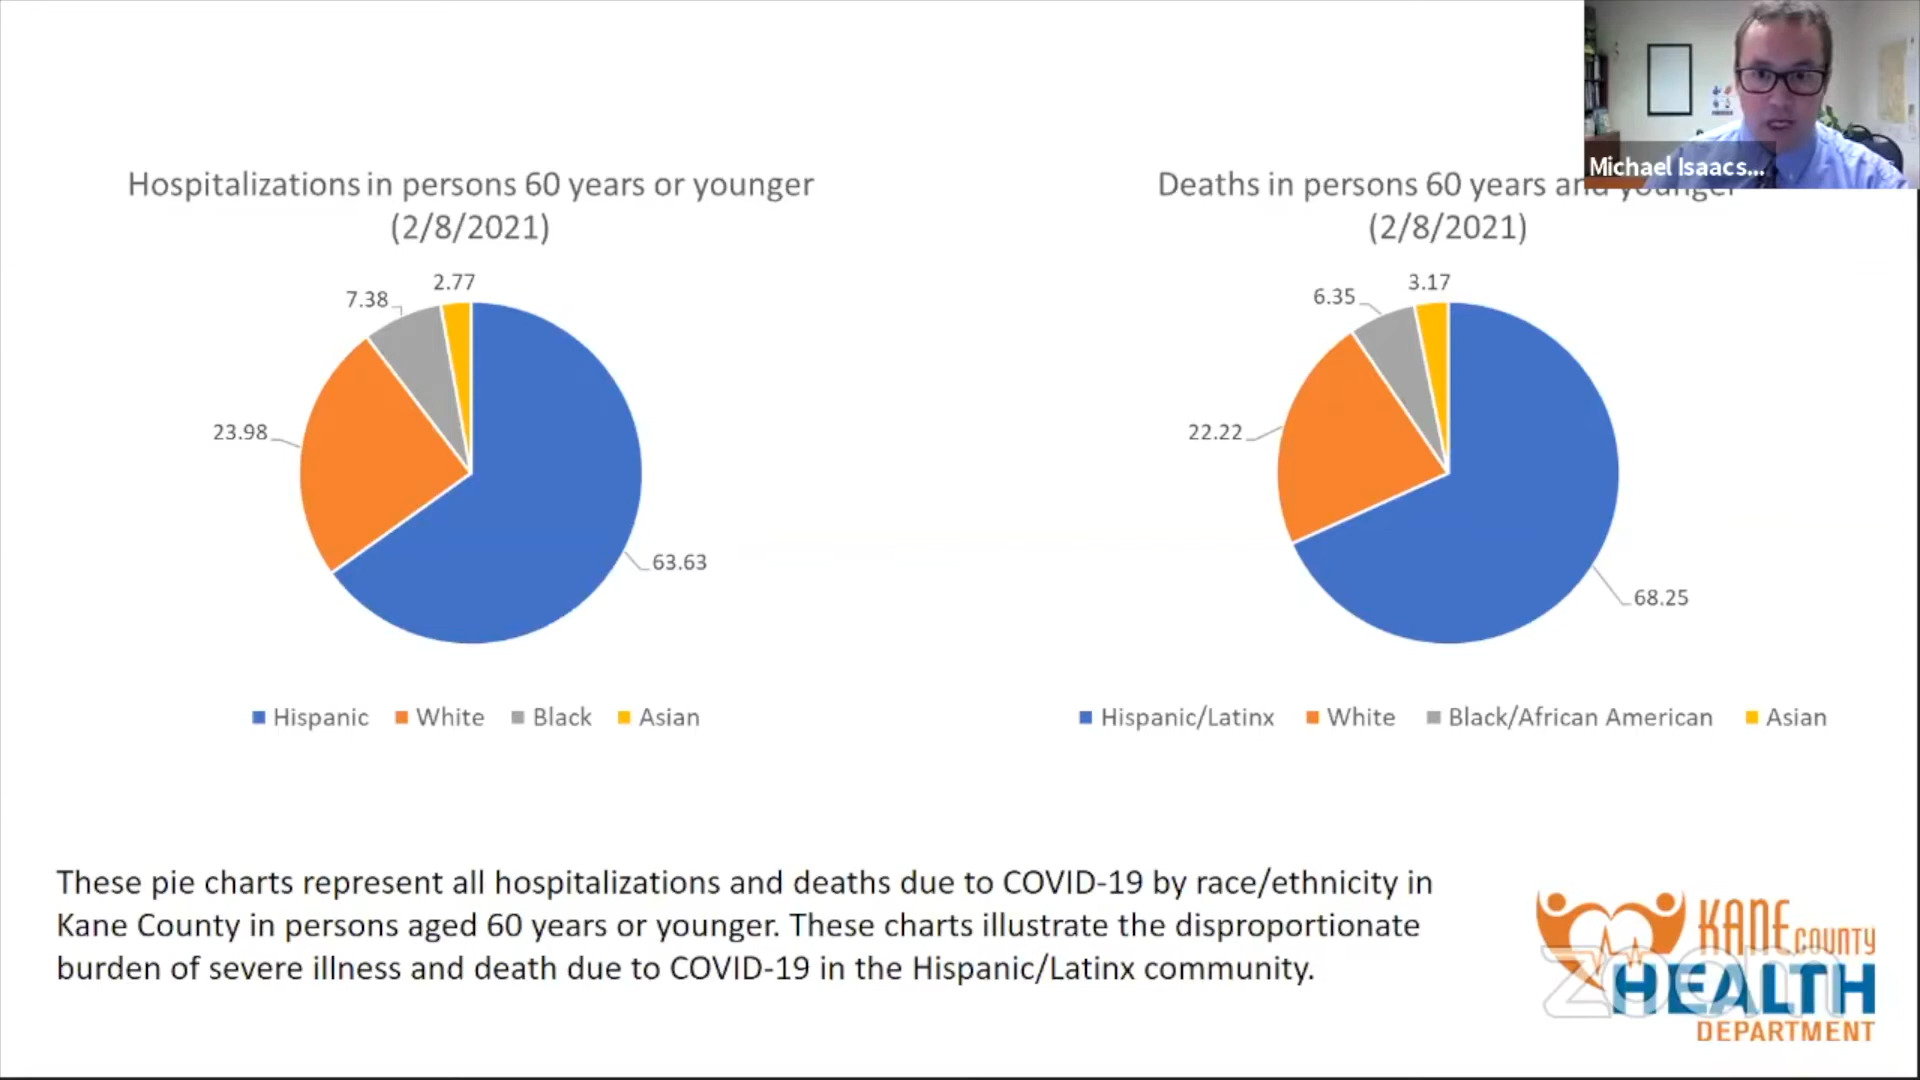 Michael Isaacs...
Hospitalizations in persons 60 years or younger
(2/8/2021)
2.77
7.38
23.98
63.63
Hispanic White Black Asian
Deaths in persons 60 years and younger
(2/8/2021)
3.17
6.35
22.22
68.25
Hispanic/Latinx White Black/African American Asian
These pie charts represent all hospitalizations and deaths due to COVID-19 by race/ethnicity in
Kane County in persons aged 60 years or younger. These charts illustrate the disproportionate
burden of severe illness and death due to COVID-19 in the Hispanic/Latinx community.
KANE COUNTY
HEALTH
DEPARTMENT
zoom